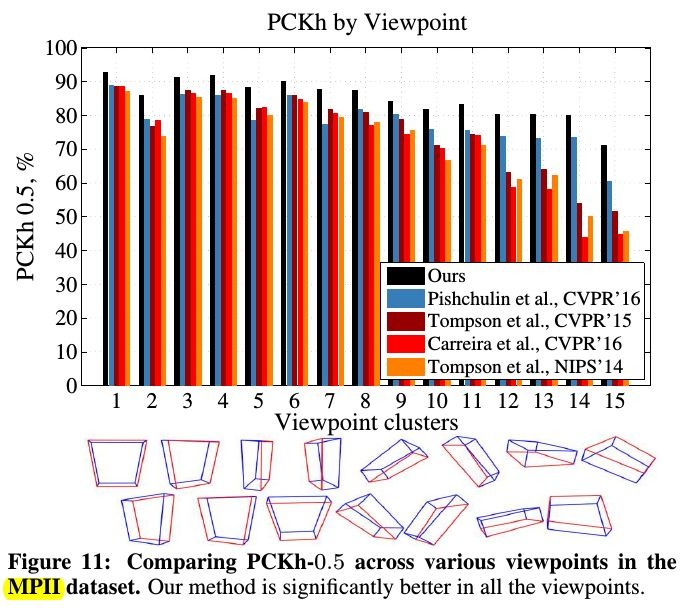 PCKh by Viewpoint
PCKh 0.5, %
100
90
80
70
60
50
40
30
20
10
0
Ours
Pishchulin et al., CVPR'16
Tompson et al., CVPR'15
Carreira et al., CVPR'16
Tompson et al., NIPS'14
1 2 3 4 5 6 7 8 9 10 11 12 13 14 15
Viewpoint clusters
Figure 11: Comparing PCKh-0.5 across various viewpoints in the
MPII dataset. Our method is significantly better in all the viewpoints.